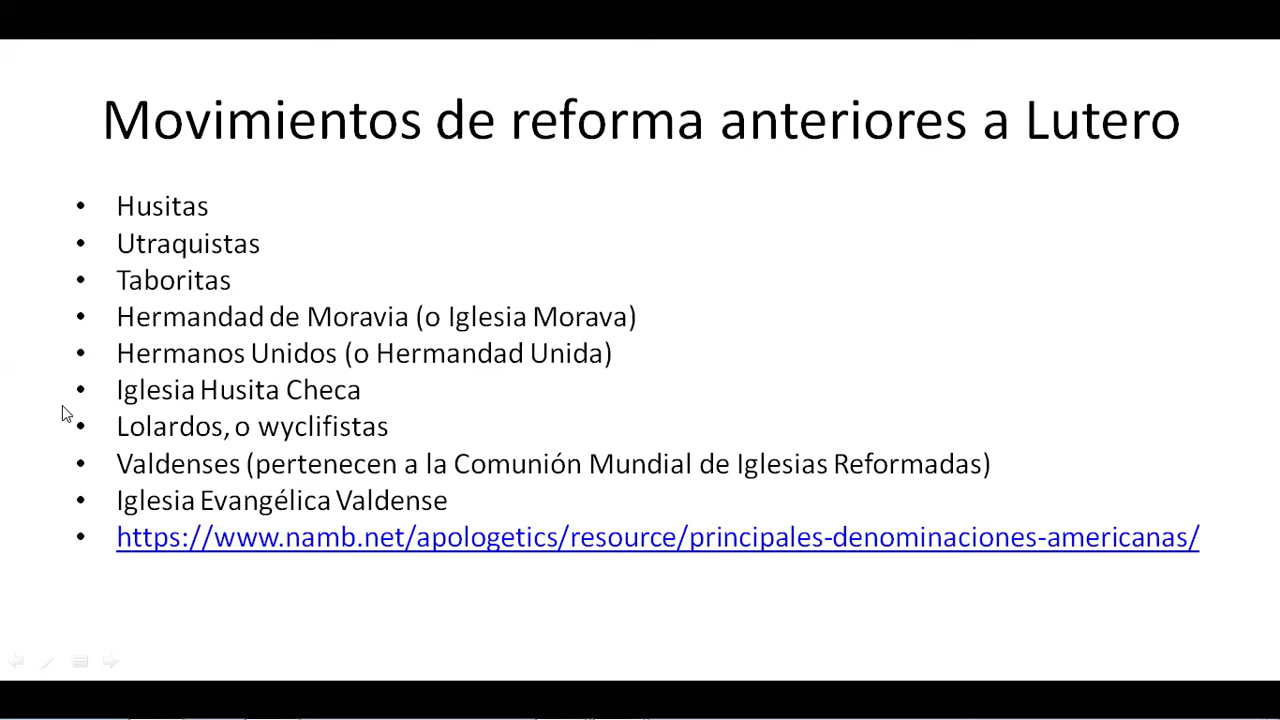 Movimientos de reforma anteriores a Lutero
• Husitas
• Utraquistas
• Taboritas
• Hermandad de Moravia (o Iglesia Morava)
• Hermanos Unidos (o Hermandad Unida)
• Iglesia Husita Checa
• Lolardos, o wyclifistas
• Valdenses (pertenecen a la Comunión Mundial de Iglesias Reformadas)
• Iglesia Evangélica Valdense
• https://www.namb.net/apologetics/resource/principales-denominaciones-americanas/